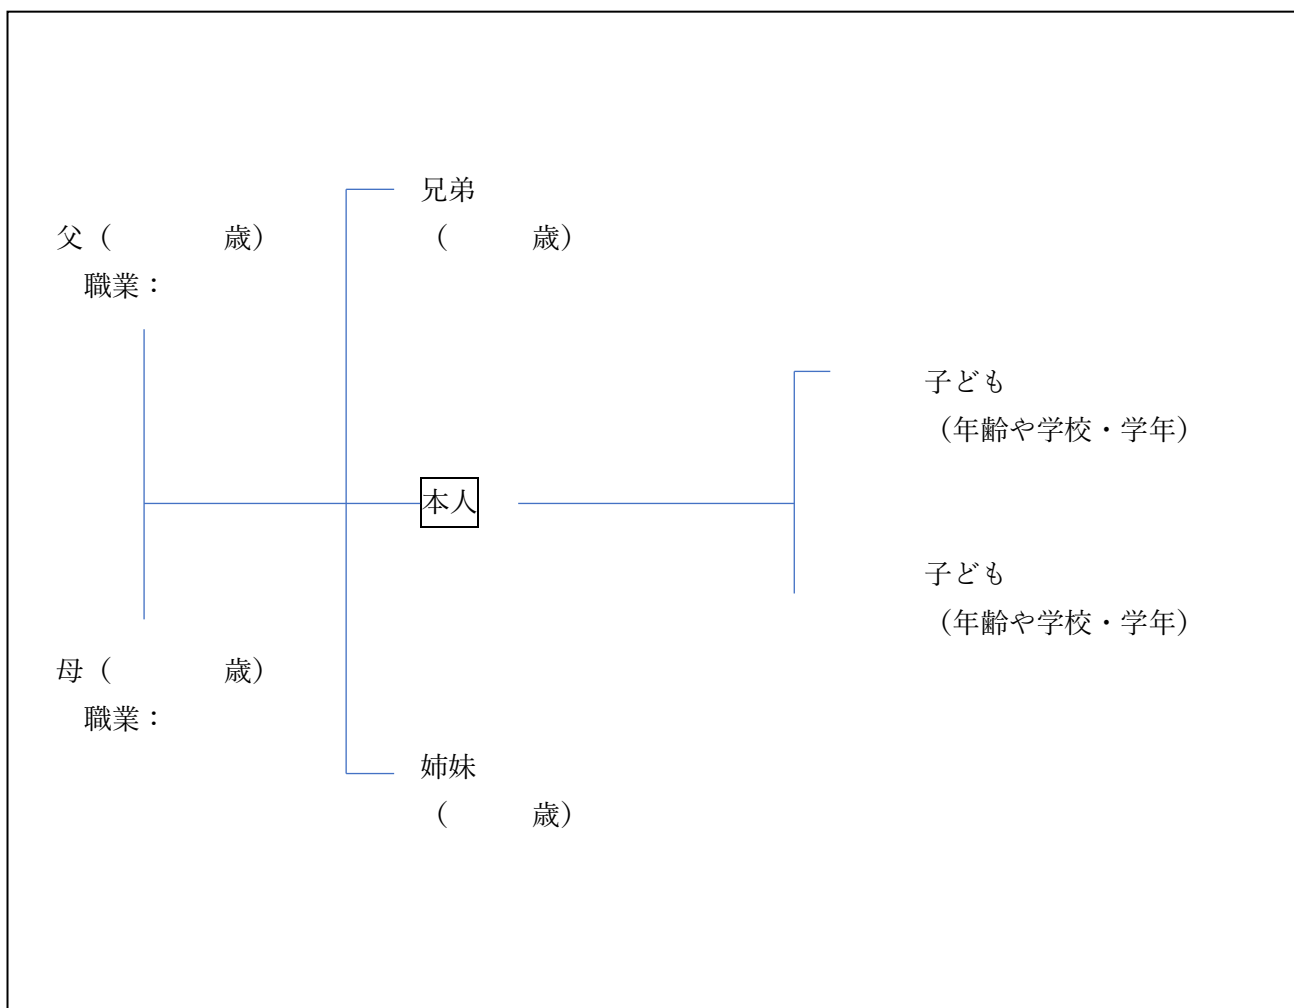 父（　　　　歳）
職業：
母（　　　　歳）
職業：
兄弟
（　　　歳）
本人
姉妹
（　　　歳）
子ども
（年齢や学校・学年）
子ども
（年齢や学校・学年）